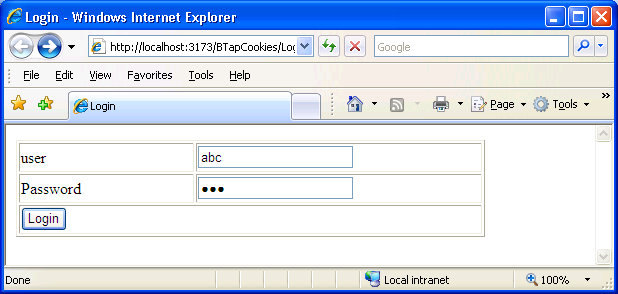 Login - Windows Internet Explorer
http://localhost:3173/BTapCookies/Log
Google
File Edit View Favorites Tools Help
Login Page Tools »
user abc
Password •••
Login
Done Local intranet 100%